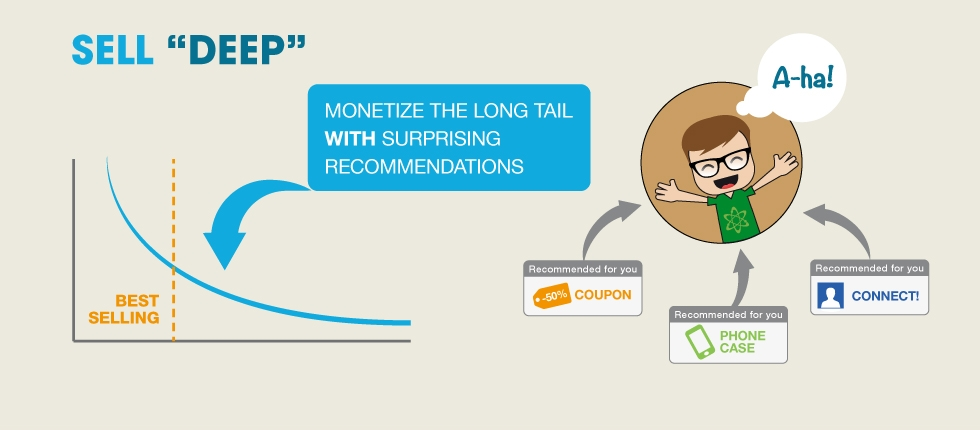 SELL “DEEP”
MONETIZE THE LONG TAIL
WITH SURPRISING
RECOMMENDATIONS
BEST
SELLING
A-ha!
Recommended for you
-50% COUPON
Recommended for you
PHONE
CASE
Recommended for you
CONNECT!